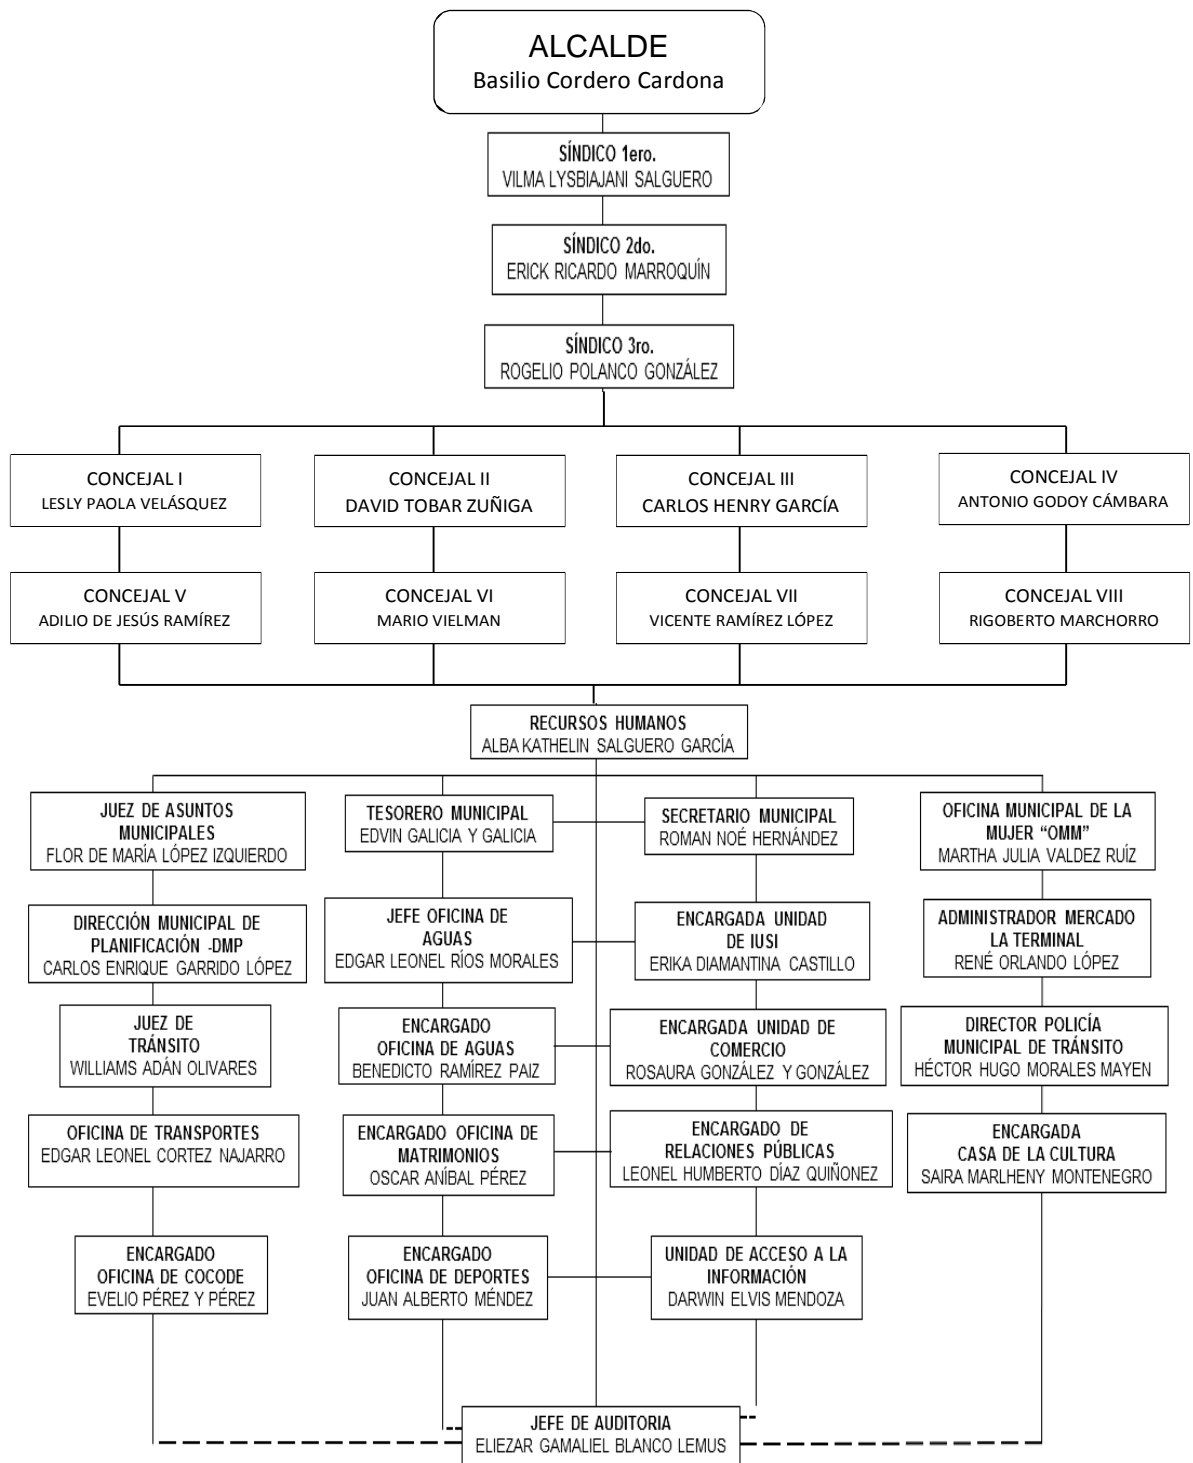 ALCALDE
Basilio Cordero Cardona
SÍNDICO 1ero.
VILMA LYSBIAJANI SALGUERO
SÍNDICO 2do.
ERICK RICARDO MARROQUÍN
SÍNDICO 3ro.
ROGELIO POLANCO GONZÁLEZ
CONCEJAL I
LESLY PAOLA VELÁSQUEZ
CONCEJAL II
DAVID TOBAR ZUÑIGA
CONCEJAL III
CARLOS HENRY GARCÍA
CONCEJAL IV
ANTONIO GODOY CÁMBARA
CONCEJAL V
ADILIO DE JESÚS RAMÍREZ
CONCEJAL VI
MARIO VIELMAN
CONCEJAL VII
VICENTE RAMÍREZ LÓPEZ
CONCEJAL VIII
RIGOBERTO MARCHORRO
RECURSOS HUMANOS
ALBA KATHELIN SALGUERO GARCÍA
JUEZ DE ASUNTOS
MUNICIPALES
FLOR DE MARÍA LÓPEZ IZQUIERDO
TESORERO MUNICIPAL
EDVIN GALICIA Y GALICIA
SECRETARIO MUNICIPAL
ROMAN NOÉ HERNÁNDEZ
OFICINA MUNICIPAL DE LA
MUJER “OMM”
MARTHA JULIA VALDEZ RUÍZ
DIRECCIÓN MUNICIPAL DE
PLANIFICACIÓN -DMP
CARLOS ENRIQUE GARRIDO LÓPEZ
JEFE OFICINA DE
AGUAS
EDGAR LEONEL RÍOS MORALES
ENCARGADA UNIDAD
DE IUSI
ERIKA DIAMANTINA CASTILLO
ADMINISTRADOR MERCADO
LA TERMINAL
RENÉ ORLANDO LÓPEZ
JUEZ DE
TRÁNSITO
WILLIAMS ADÁN OLIVARES
ENCARGADO
OFICINA DE AGUAS
BENEDICTO RAMÍREZ PAIZ
ENCARGADA UNIDAD DE
COMERCIO
ROSAURA GONZÁLEZ Y GONZÁLEZ
DIRECTOR POLICÍA
MUNICIPAL DE TRÁNSITO
HÉCTOR HUGO MORALES MAYEN
OFICINA DE TRANSPORTES
EDGAR LEONEL CORTEZ NAJARRO
ENCARGADO OFICINA DE
MATRIMONIOS
OSCAR ANÍBAL PÉREZ
ENCARGADO DE
RELACIONES PÚBLICAS
LEONEL HUMBERTO DÍAZ QUIÑONEZ
ENCARGADA
CASA DE LA CULTURA
SAIRA MARLHENY MONTENEGRO
ENCARGADO
OFICINA DE COCODE
EVELIO PÉREZ Y PÉREZ
ENCARGADO
OFICINA DE DEPORTES
JUAN ALBERTO MÉNDEZ
UNIDAD DE ACCESO A LA
INFORMACIÓN
DARWIN ELVIS MENDOZA
JEFE DE AUDITORIA
ELIEZAR GAMALIEL BLANCO LEMUS